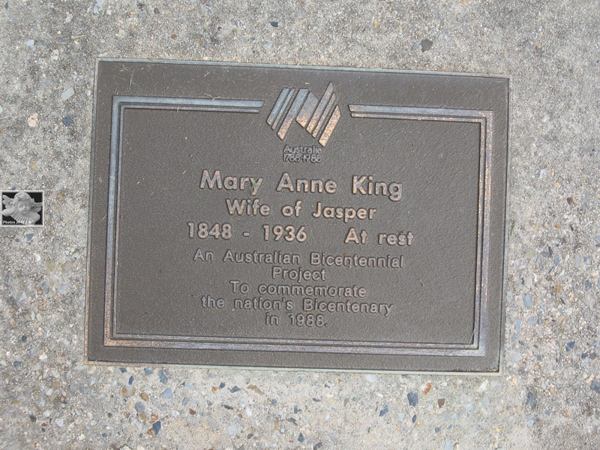 Australia
1788-1988
Mary Anne King
Wife of Jasper
1848 - 1936 At rest
An Australian Bicentennial
Project
To commemorate
the nation's Bicentenary
in 1988.